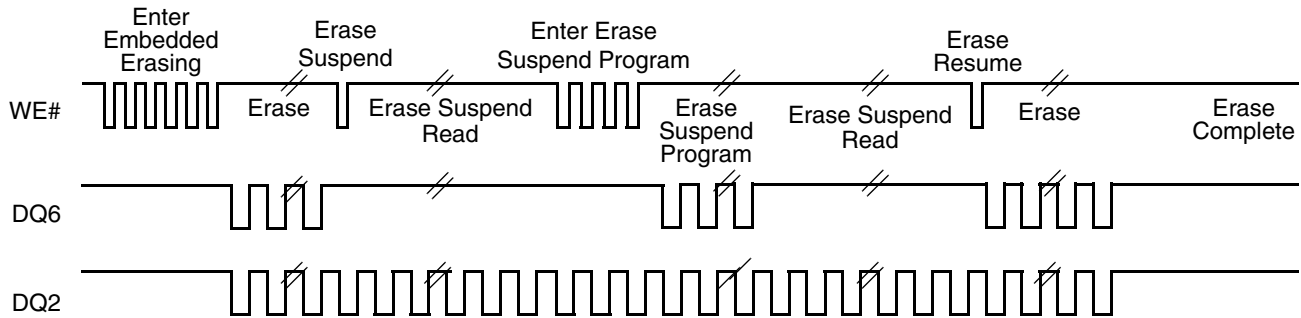 Enter
Embedded
Erasing
Erase
Suspend
Enter Erase
Suspend Program
Erase
Resume
WE#
Erase
Erase Suspend
Read
Erase
Suspend
Program
Erase Suspend
Read
Erase
Erase
Complete
DQ6
DQ2